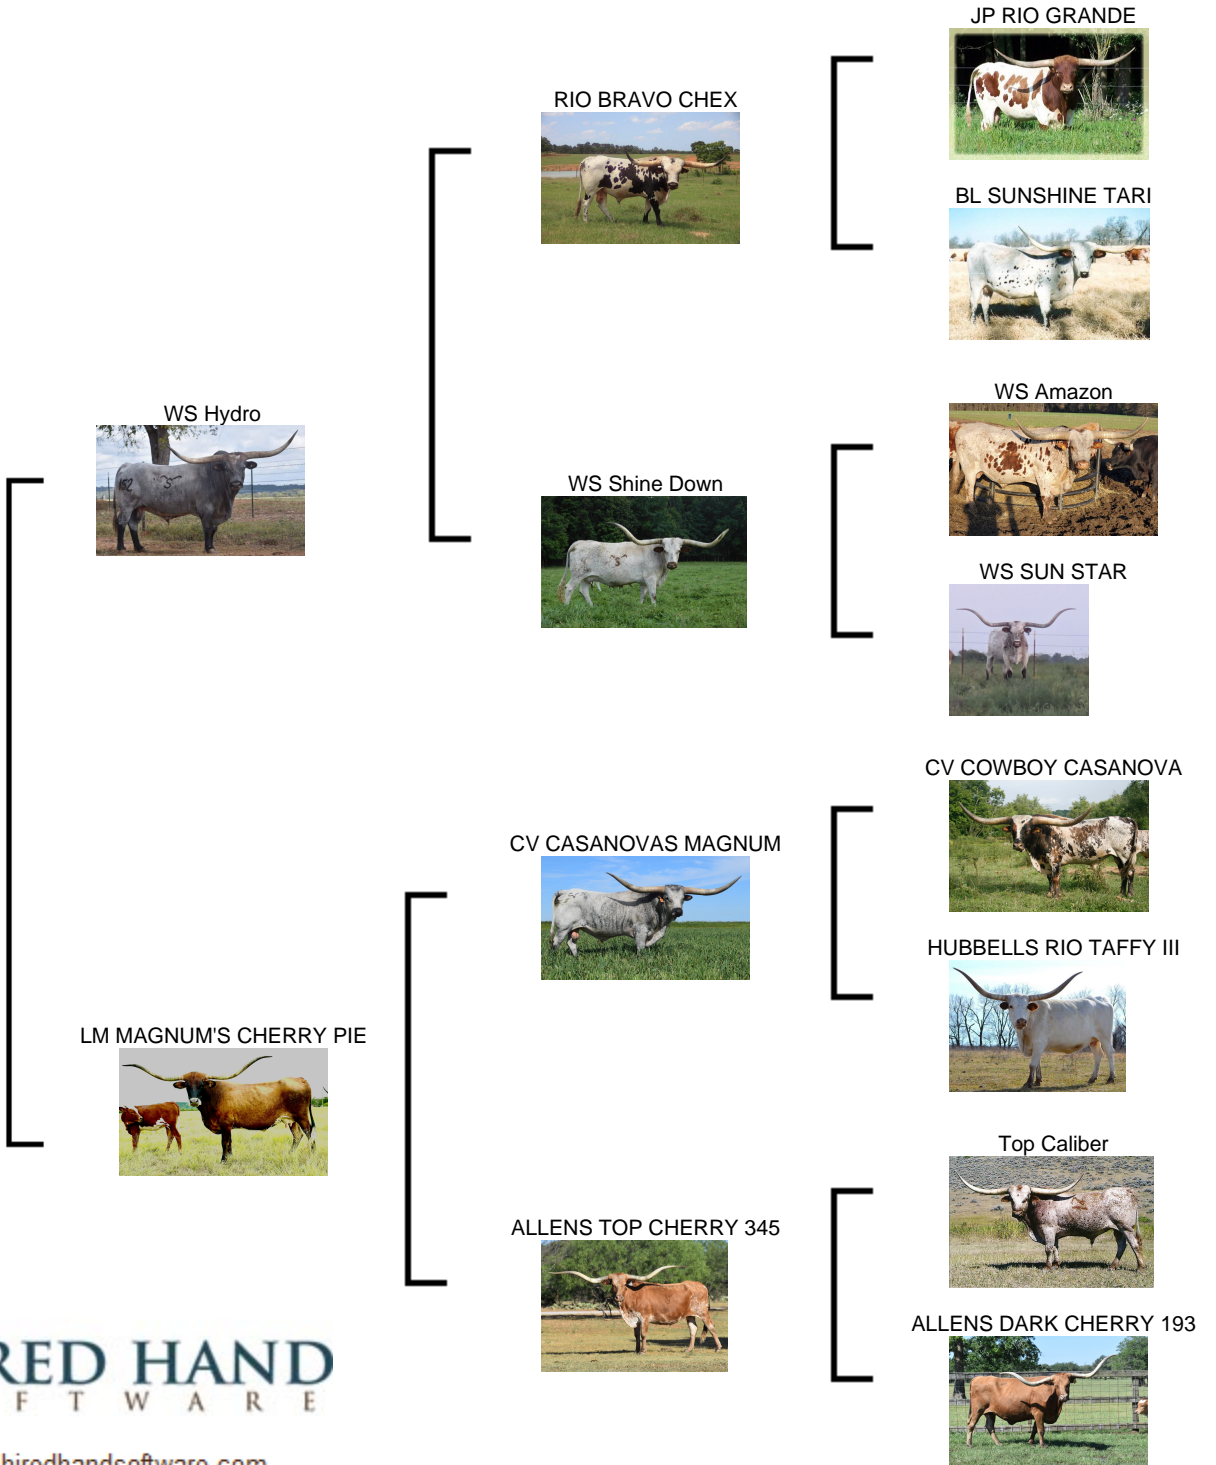 JP RIO GRANDE
RIO BRAVO CHEX
BL SUNSHINE TARI
WS Amazon
WS Hydro
WS Shine Down
WS SUN STAR
CV COWBOY CASANOVA
CV CASANOVAS MAGNUM
HUBBELLS RIO TAFFY III
LM MAGNUM'S CHERRY PIE
Top Caliber
ALLENS TOP CHERRY 345
ALLENS DARK CHERRY 193
RED HAND
F T W A R E
hiredhandsoftware.com